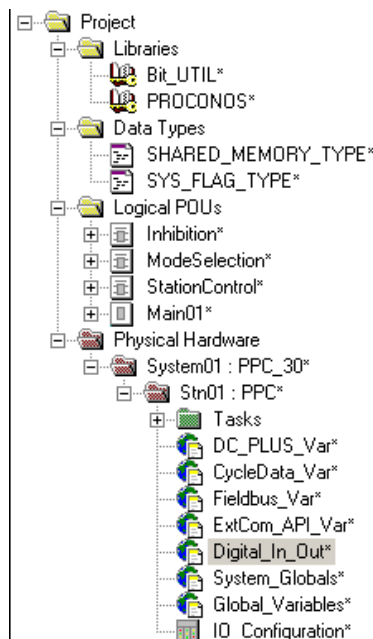 Project
Libraries
Bit_UTIL*
PROCONOS*
Data Types
SHARED_MEMORY_TYPE*
SYS_FLAG_TYPE*
Logical POUs
Inhibition*
ModeSelection*
StationControl*
Main01*
Physical Hardware
System01 : PPC_30*
Stn01 : PPC*
Tasks
DC_PLUS_Var*
CycleData_Var*
Fieldbus_Var*
ExtCom_API_Var*
Digital_In_Out*
System_Globals*
Global_Variables*
IO_Configuration*